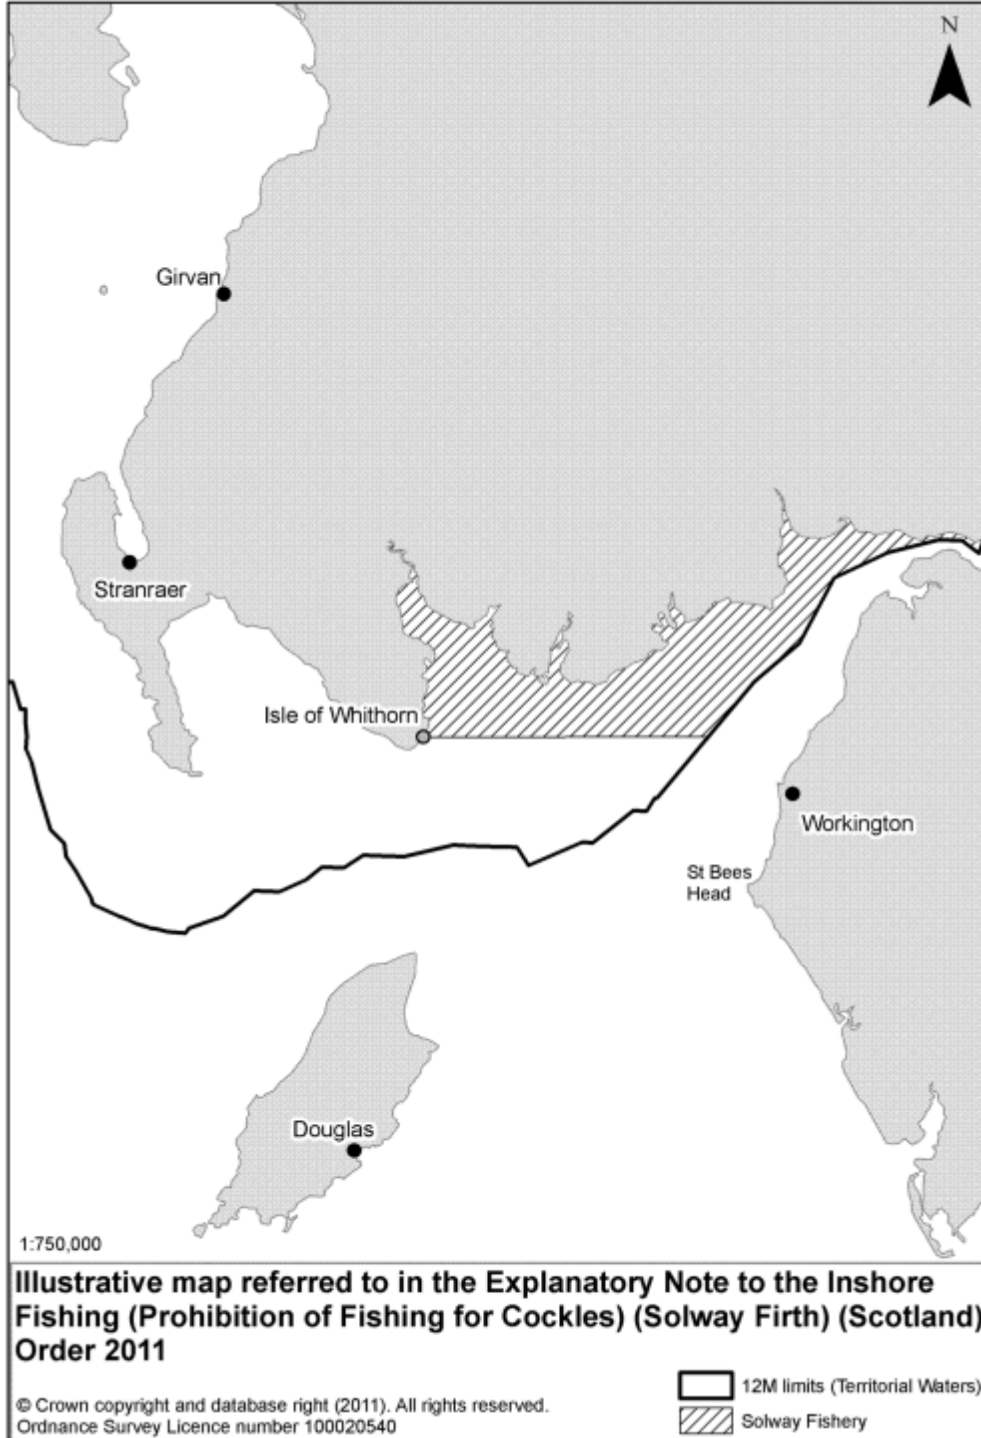 N
Girvan
Stranraer
Isle of Whithorn
Workington
St Bees
Head
Douglas
1:750,000
Illustrative map referred to in the Explanatory Note to the Inshore
Fishing (Prohibition of Fishing for Cockles) (Solway Firth) (Scotland)
Order 2011
12M limits (Territorial Waters)
© Crown copyright and database right (2011). All rights reserved.
Solway Fishery
Ordnance Survey Licence number 100020540